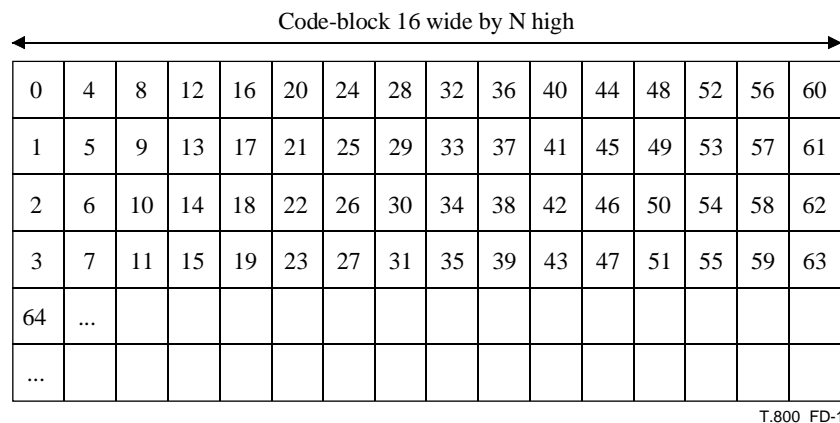 Code-block 16 wide by N high
0 4 8 12 16 20 24 28 32 36 40 44 48 52 56 60
1 5 9 13 17 21 25 29 33 37 41 45 49 53 57 61
2 6 10 14 18 22 26 30 34 38 42 46 50 54 58 62
3 7 11 15 19 23 27 31 35 39 43 47 51 55 59 63
64 ...
...
T.800_FD-1